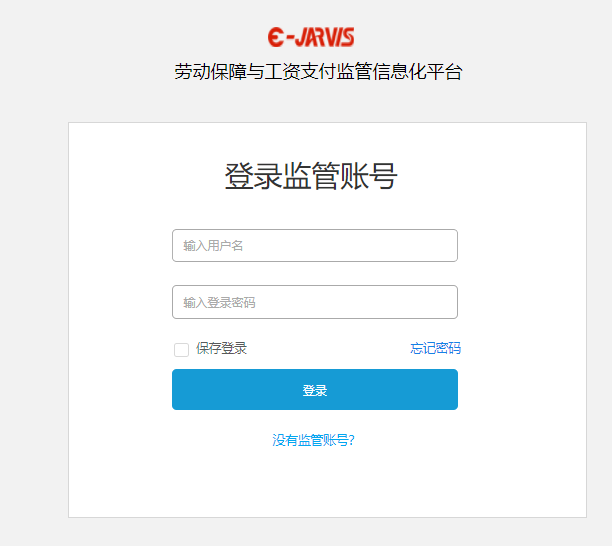 E-JARVIS
劳动保障与工资支付监管信息化平台
登录监管账号
输入用户名
输入登录密码
保存登录 忘记密码
登录
没有监管账号?